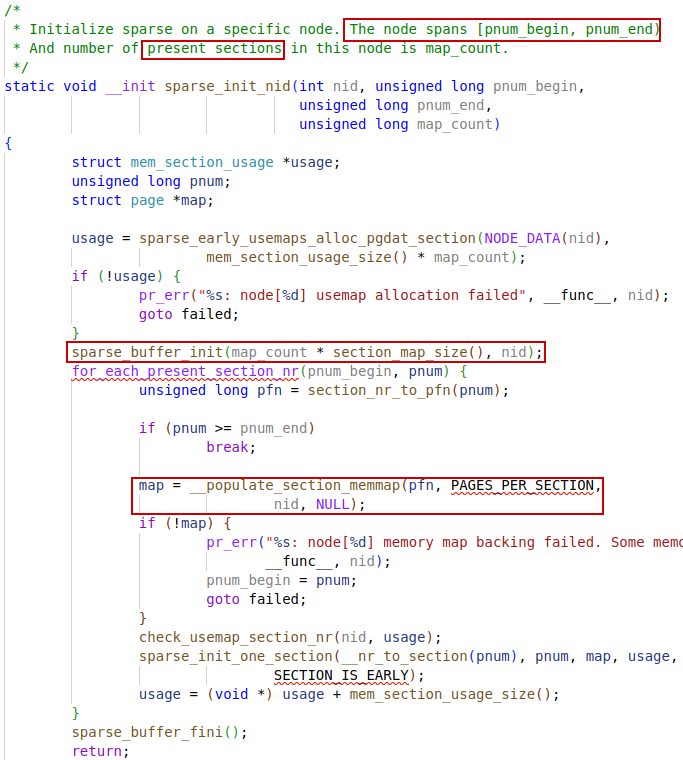 /*
 * Initialize sparse on a specific node. The node spans [pnum_begin, pnum_end)
 * And number of present sections in this node is map_count.
 */
static void __init sparse_init_nid(int nid, unsigned long pnum_begin,
                                   unsigned long pnum_end,
                                   unsigned long map_count)
{
        struct mem_section_usage *usage;
        unsigned long pnum;
        struct page *map;

        usage = sparse_early_usemaps_alloc_pgdat_section(NODE_DATA(nid),
                        mem_section_usage_size() * map_count);
        if (!usage) {
                pr_err("%s: node[%d] usemap allocation failed", __func__, nid);
                goto failed;
        }
        sparse_buffer_init(map_count * section_map_size(), nid);
        for_each_present_section_nr(pnum_begin, pnum) {
                unsigned long pfn = section_nr_to_pfn(pnum);

                if (pnum >= pnum_end)
                        break;

                map = __populate_section_memmap(pfn, PAGES_PER_SECTION,
                                nid, NULL);
                if (!map) {
                        pr_err("%s: node[%d] memory map backing failed. Some
                               __func__, nid);
                        pnum_begin = pnum;
                        goto failed;
                }
                check_usemap_section_nr(nid, usage);
                sparse_init_one_section(__nr_to_section(pnum), pnum, map, usage,
                                SECTION_IS_EARLY);
                usage = (void *) usage + mem_section_usage_size();
        }
        sparse_buffer_fini();
        return;